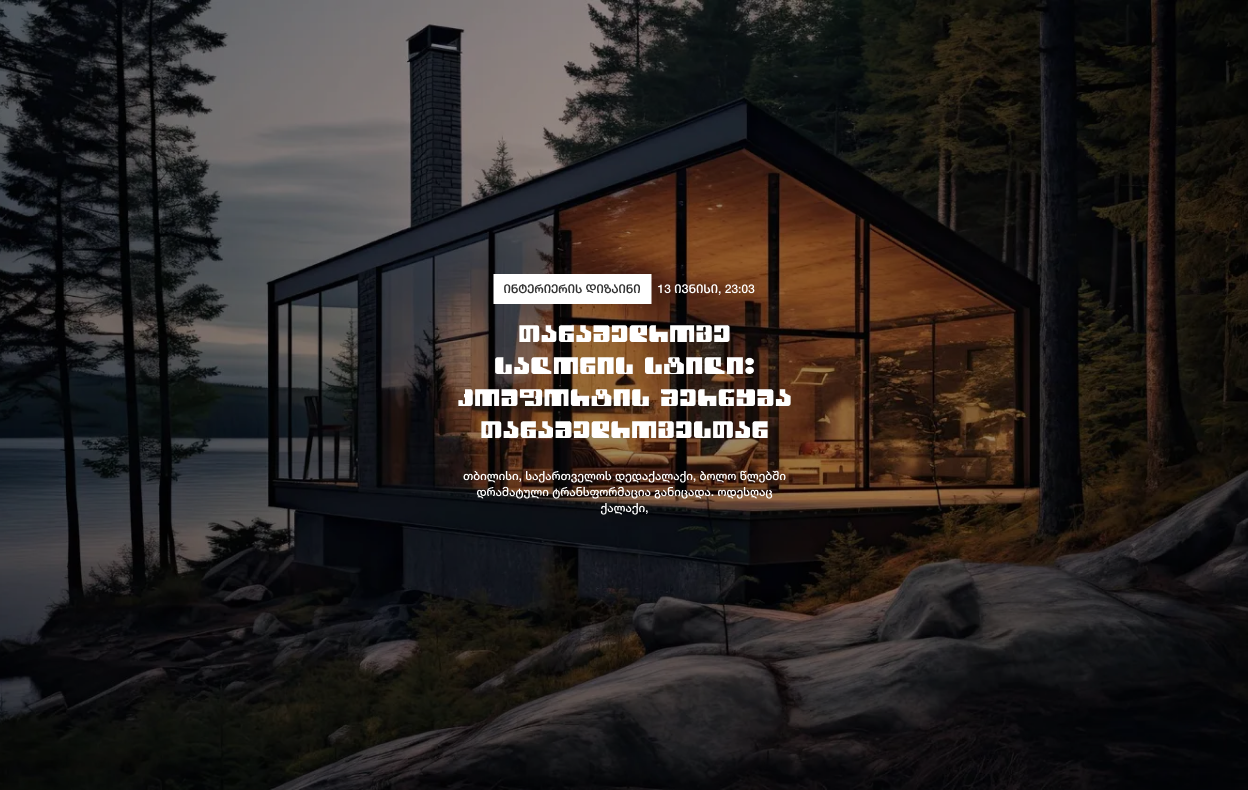 ინტერიერის დიზაინი 13 ივნისი, 23:03
თანამედროვე
სალონის სტილი:
კომფორტის შერწყმა
თანამედროვესთან
თბილისი, საქართველოს დედაქალაქი, ბოლო წლებში
დრამატული ტრანსფორმაცია განიცადა. ოდესღაც
ქალაქი,